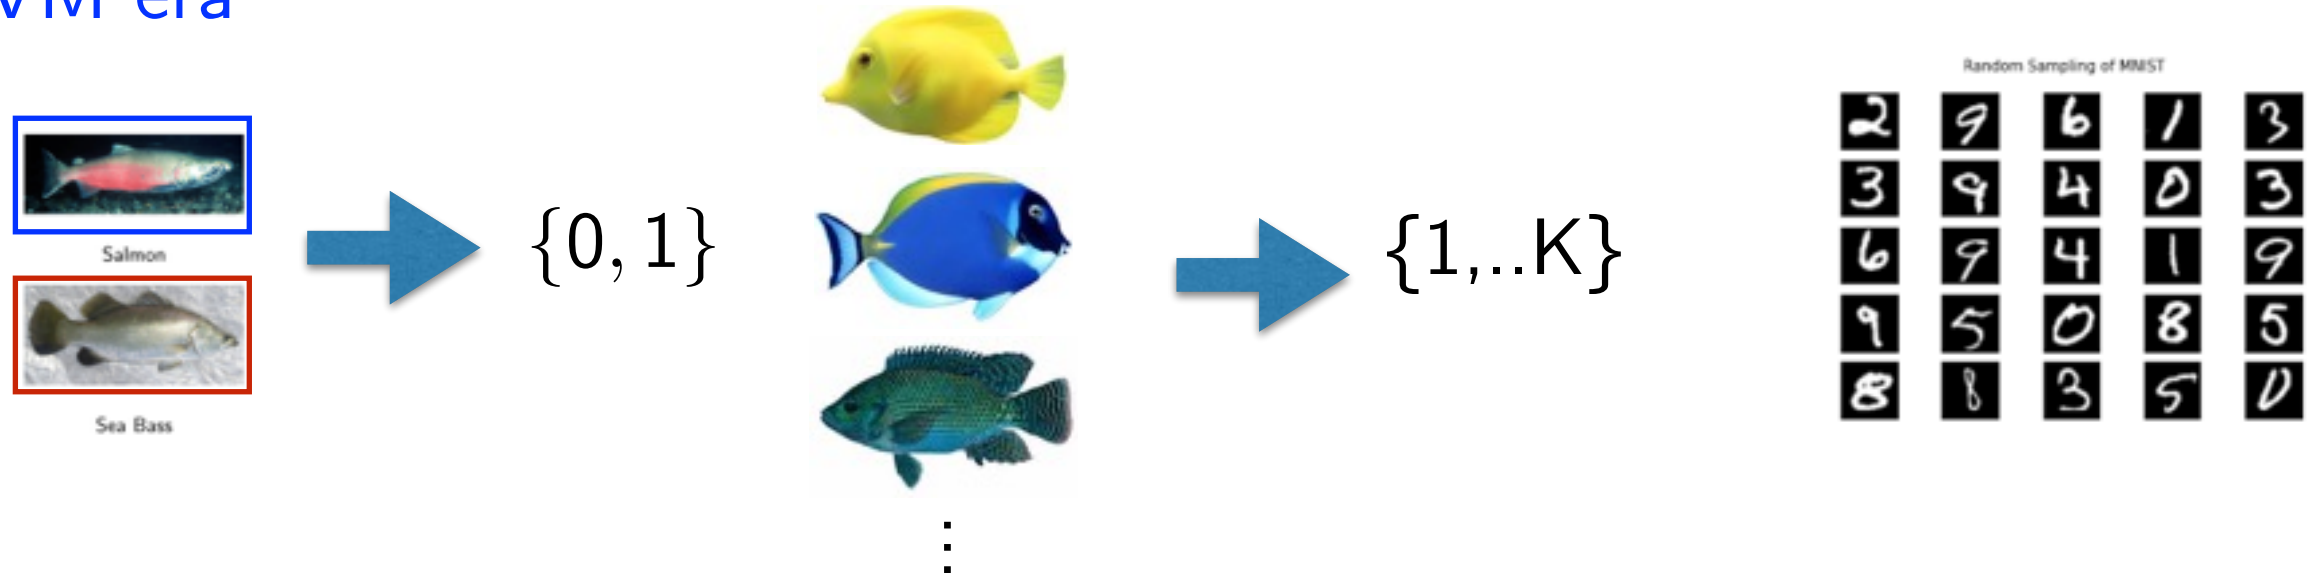 era
Salmon
Sea Bass
{0, 1}
{1,..K}
Random Sampling of MNIST
2 9 6 1 3
3 9 4 0 3
6 9 4 1 9
9 5 0 8 5
8 8 3 5 0